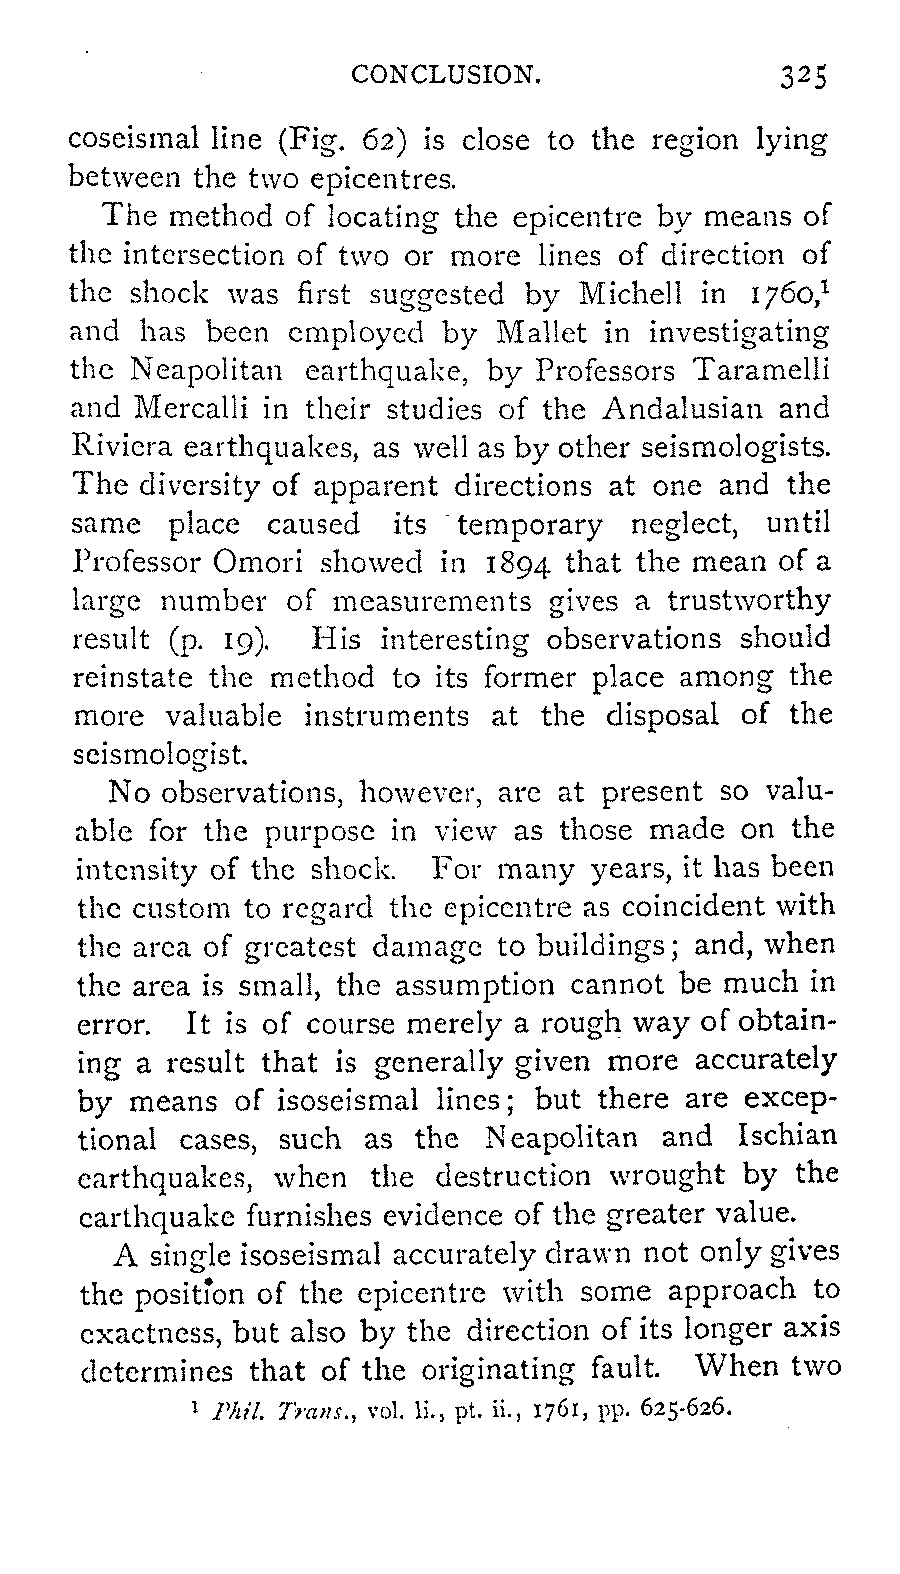 CONCLUSION. 325
coseismal line (Fig. 62) is close to the region lying
between the two epicentres.
The method of locating the epicentre by means of
the intersection of two or more lines of direction of
the shock was first suggested by Michell in 1760,¹
and has been employed by Mallet in investigating
the Neapolitan earthquake, by Professors Taramelli
and Mercalli in their studies of the Andalusian and
Riviera earthquakes, as well as by other seismologists.
The diversity of apparent directions at one and the
same place caused its temporary neglect, until
Professor Omori showed in 1894 that the mean of a
large number of measurements gives a trustworthy
result (p. 19). His interesting observations should
reinstate the method to its former place among the
more valuable instruments at the disposal of the
seismologist.
No observations, however, are at present so valu-
able for the purpose in view as those made on the
intensity of the shock. For many years, it has been
the custom to regard the epicentre as coincident with
the area of greatest damage to buildings; and, when
the area is small, the assumption cannot be much in
error. It is of course merely a rough way of obtain-
ing a result that is generally given more accurately
by means of isoseismal lines; but there are excep-
tional cases, such as the Neapolitan and Ischian
earthquakes, when the destruction wrought by the
earthquake furnishes evidence of the greater value.
A single isoseismal accurately drawn not only gives
the position of the epicentre with some approach to
exactness, but also by the direction of its longer axis
determines that of the originating fault. When two
¹ Phil. Trans., vol. li., pt. ii., 1761, pp. 625-626.